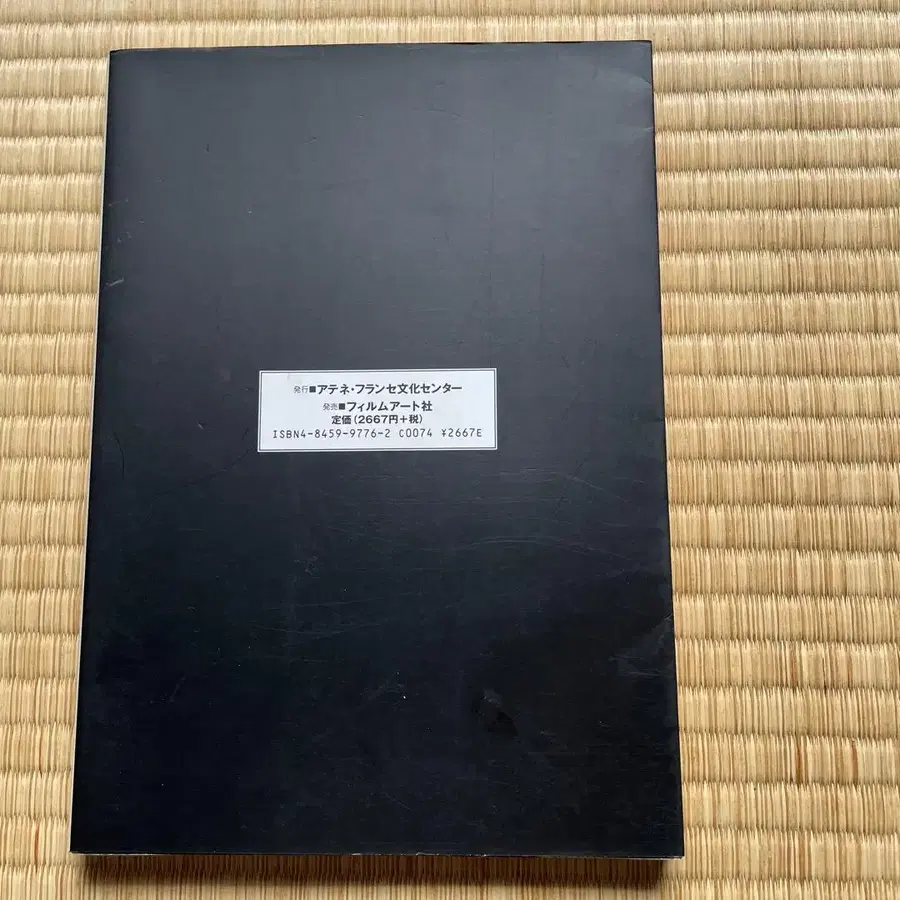 発行■アテネ・フランセ文化センター
発売■フィルムアート社
定価(2667円+税)
ISBN4-8459-9776-2 C0074 ¥2667E